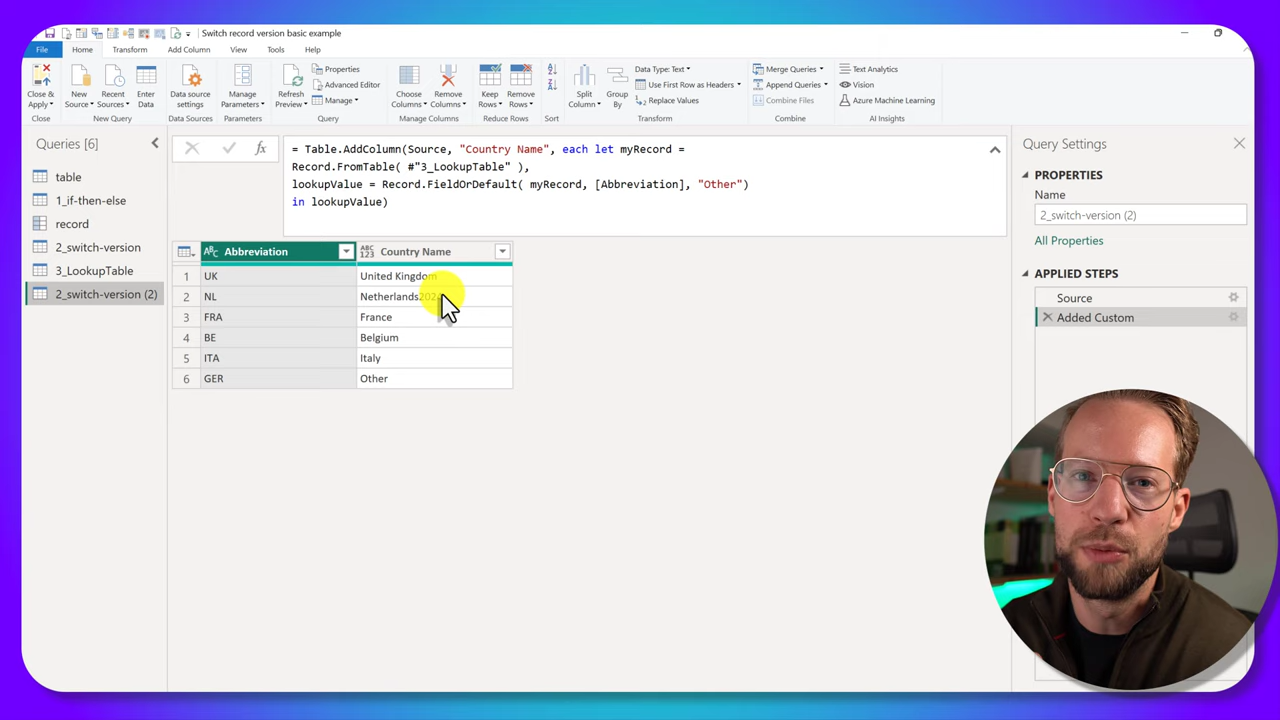 Switch record version basic example
File
Home
Transform
Add Column
View
Tools
Help
Close &
Apply
Close
New
Source
Recent
Sources
Enter
Data
New Query
Data source
settings
Data Sources
Manage
Parameters
Parameters
Refresh
Preview
Properties
Advanced Editor
Manage
Query
Choose
Columns
Remove
Columns
Manage Columns
Keep
Rows
Remove
Rows
Reduce Rows
Sort
Split
Column
Group
By
Data Type: Text
Use First Row as Headers
Replace Values
Transform
Merge Queries
Append Queries
Combine Files
Combine
Text Analytics
Vision
Azure Machine Learning
AI Insights
Queries [6]
table
1_if-then-else
record
2_switch-version
3_LookupTable
2_switch-version (2)
fx
= Table.AddColumn(Source, "Country Name", each let myRecord =
Record.FromTable( #"3_LookupTable" ),
lookupValue = Record.FieldOrDefault( myRecord, [Abbreviation], "Other")
in lookupValue)
ABC Abbreviation
ABC 123 Country Name
1 UK United Kingdom
2 NL Netherlands202
3 FRA France
4 BE Belgium
5 ITA Italy
6 GER Other
Query Settings
PROPERTIES
Name
2_switch-version (2)
All Properties
APPLIED STEPS
Source
Added Custom